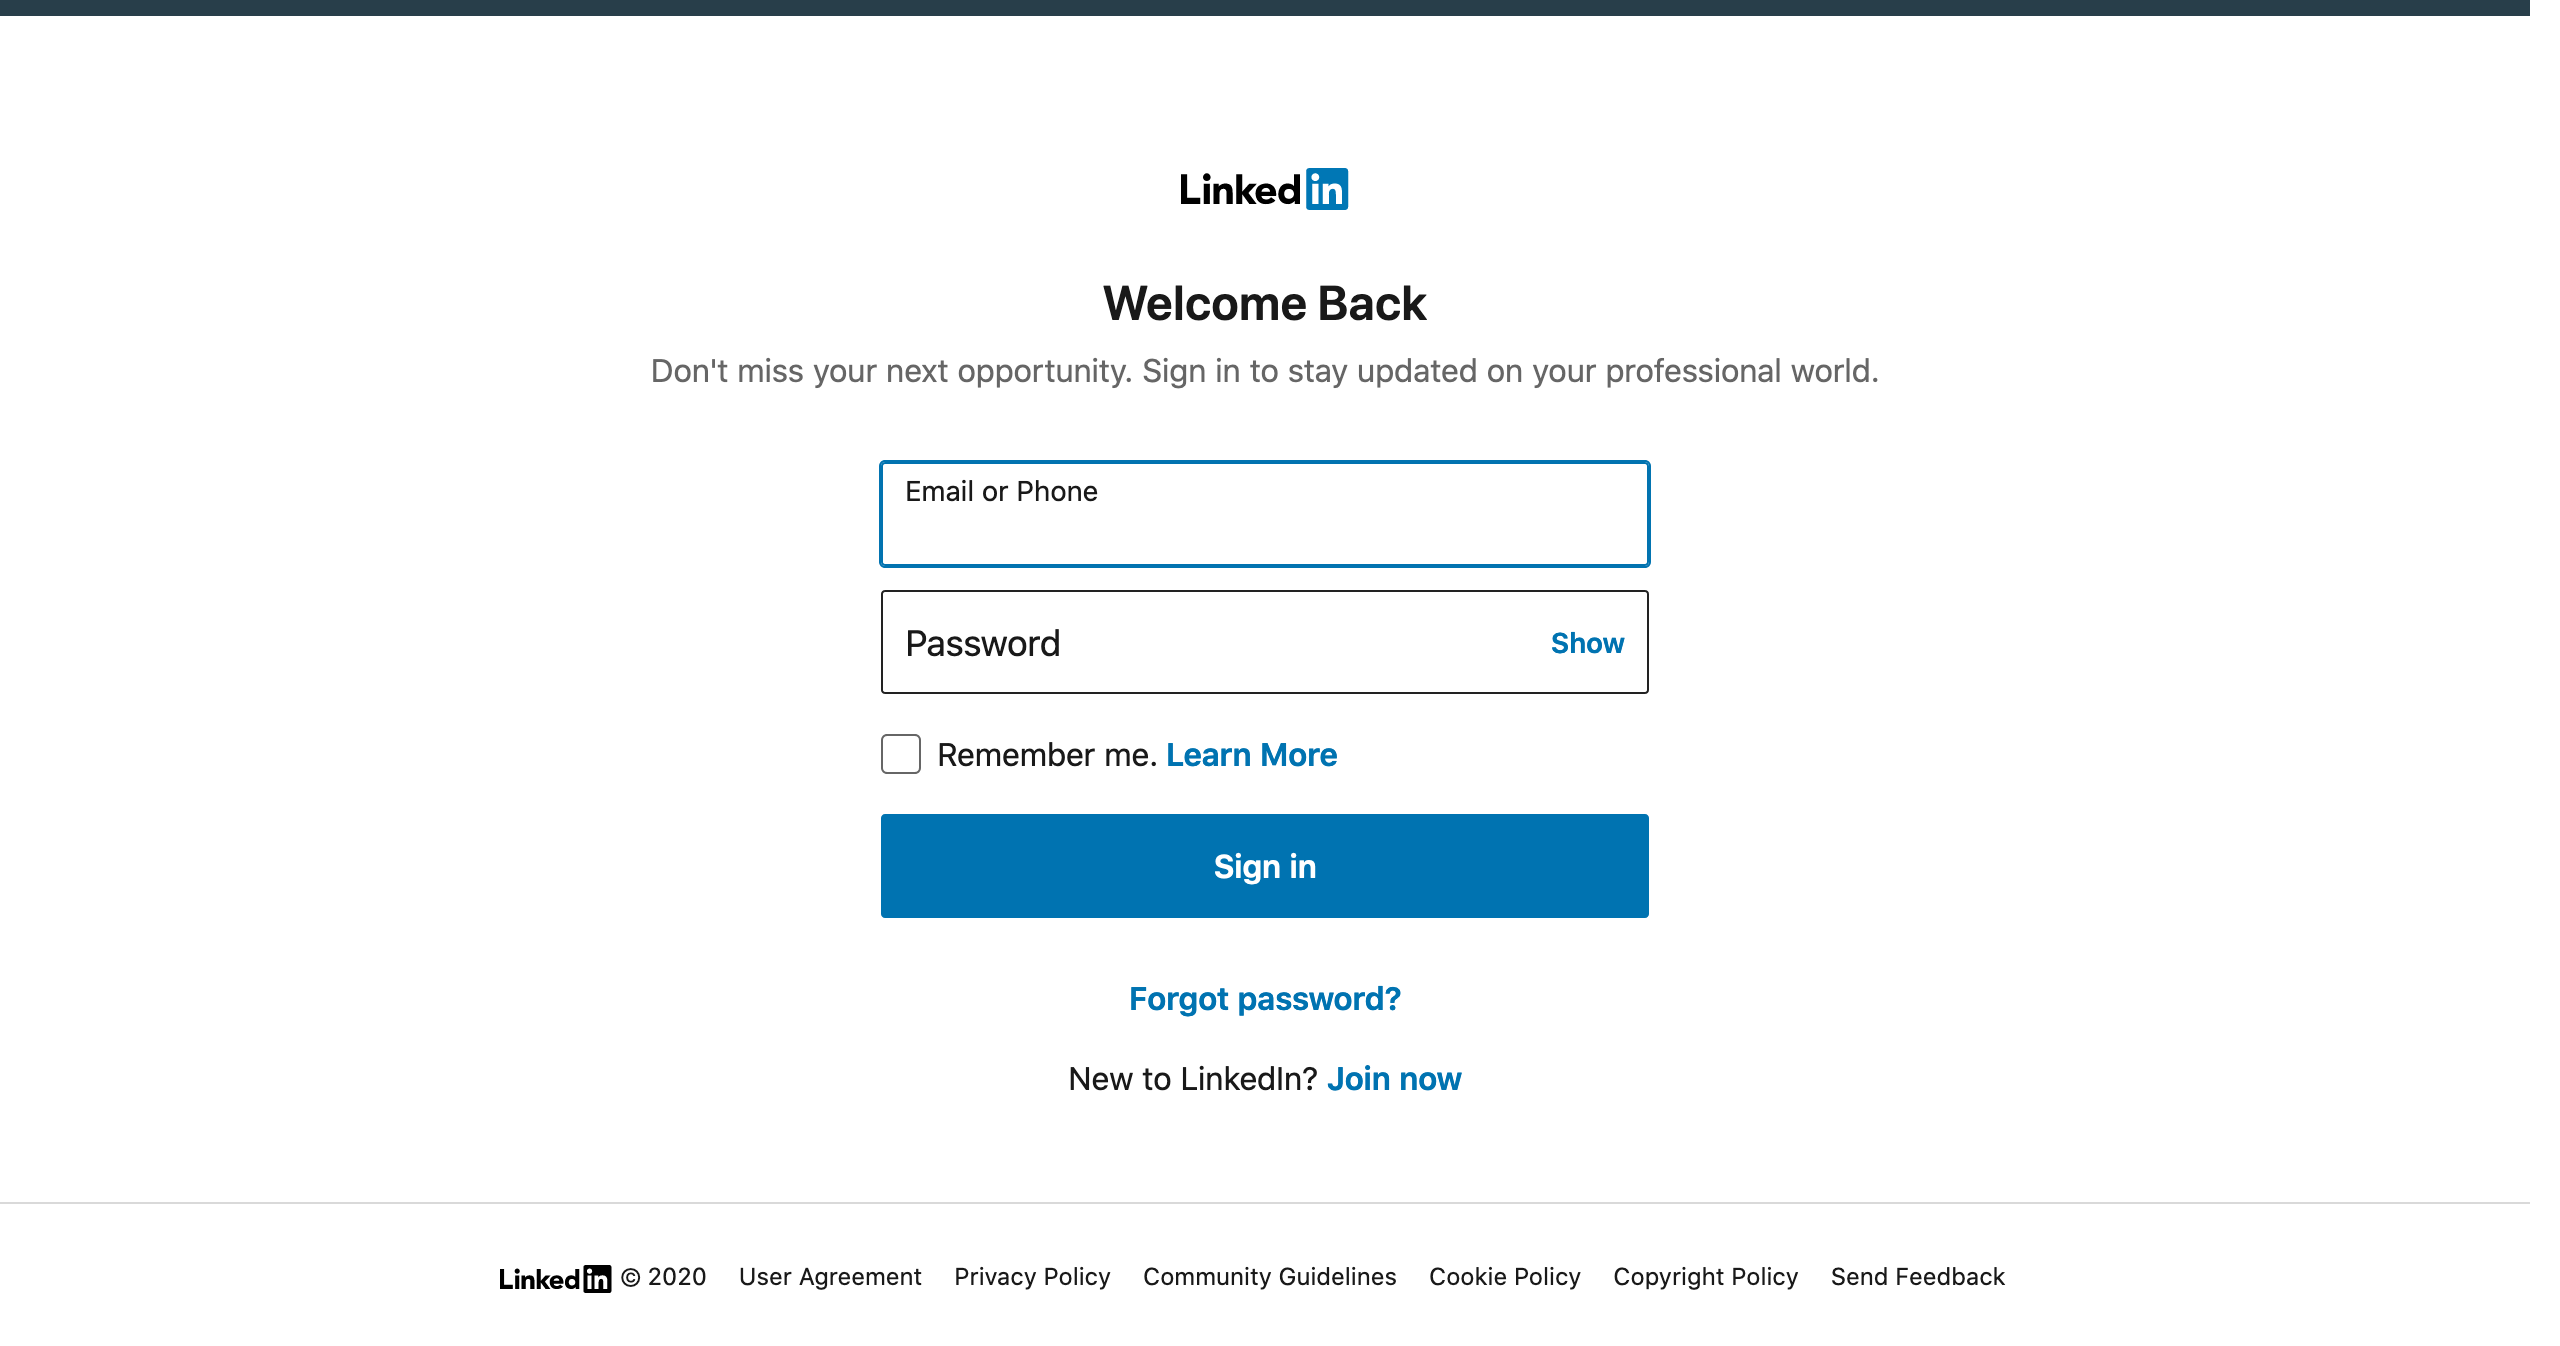 Linkedin
Welcome Back
Don't miss your next opportunity. Sign in to stay updated on your professional world.
Email or Phone
Password Show
Remember me. Learn More
Sign in
Forgot password?
New to LinkedIn? Join now
Linkedin © 2020 User Agreement Privacy Policy Community Guidelines Cookie Policy Copyright Policy Send Feedback